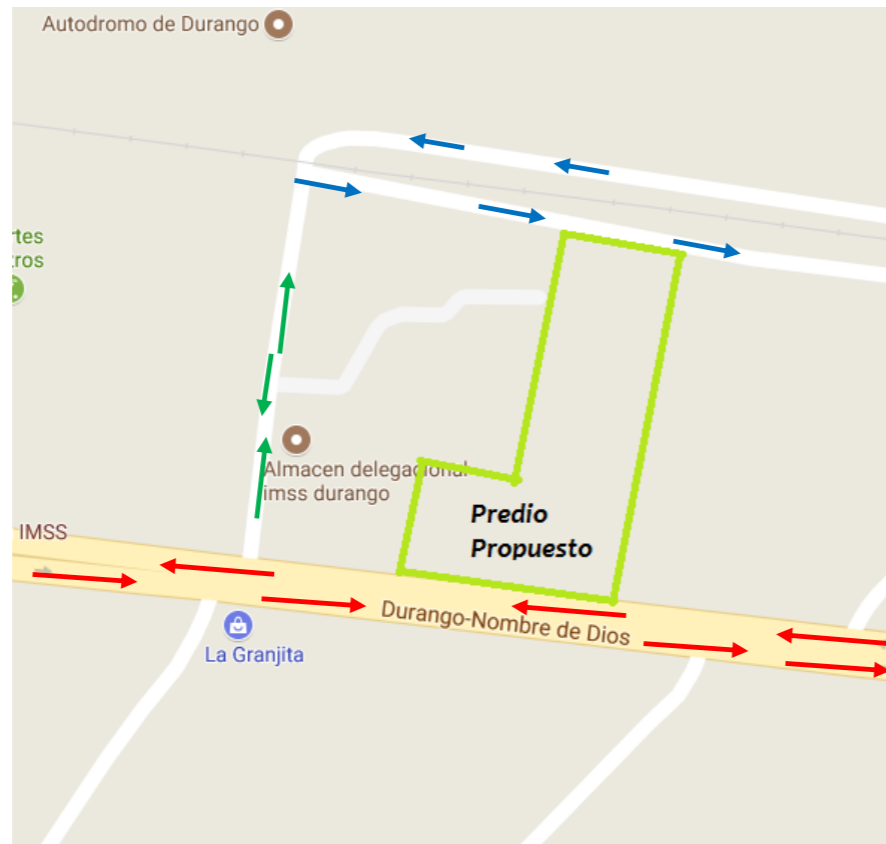 Autodromo de Durango
rtes
tros
Almacen delegacional
imss durango
Predio
Propuesto
IMSS
Durango-Nombre de Dios
La Granjita